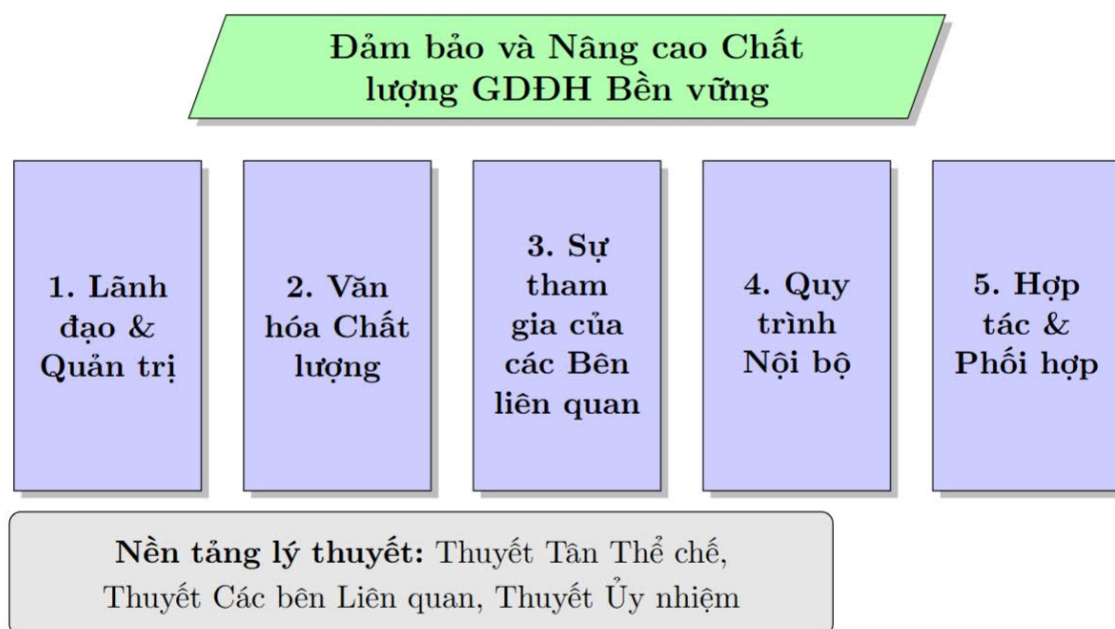 Đảm bảo và Nâng cao Chất
lượng GDĐH Bền vững
1. Lãnh
đạo &
Quản trị
2. Văn
hóa Chất
lượng
3. Sự
tham
gia của
các Bên
liên quan
4. Quy
trình
Nội bộ
5. Hợp
tác &
Phối hợp
Nền tảng lý thuyết: Thuyết Tân Thể chế,
Thuyết Các bên Liên quan, Thuyết Ủy nhiệm